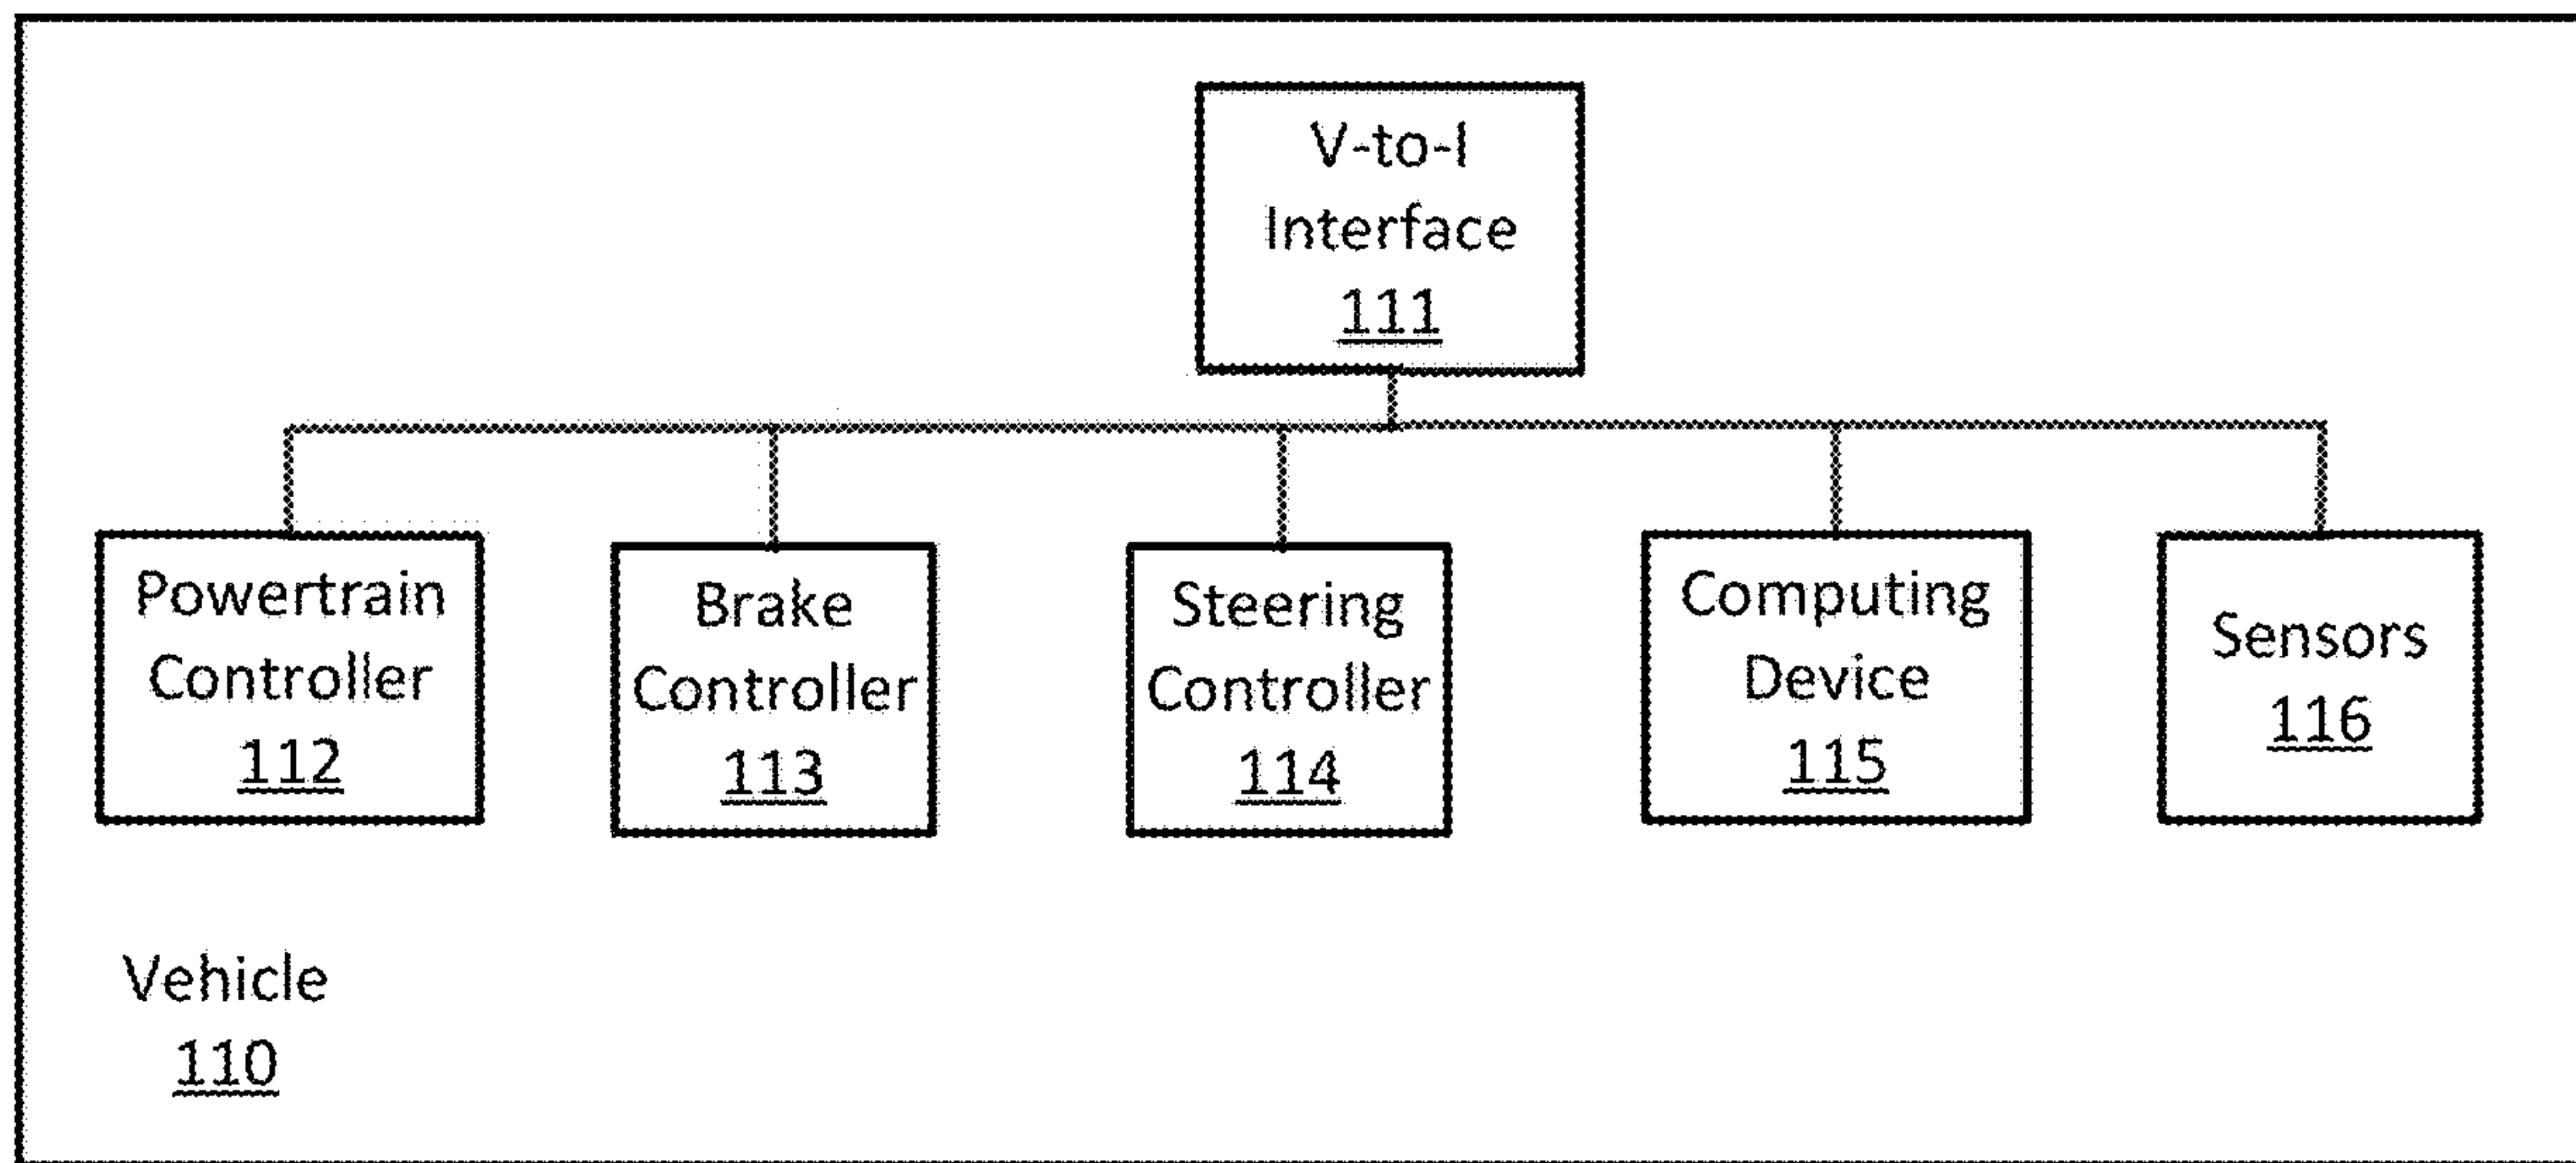 V-to-I
Interface
111
Powertrain
Controller
112
Brake
Controller
113
Steering
Controller
114
Computing
Device
115
Sensors
116
Vehicle
110